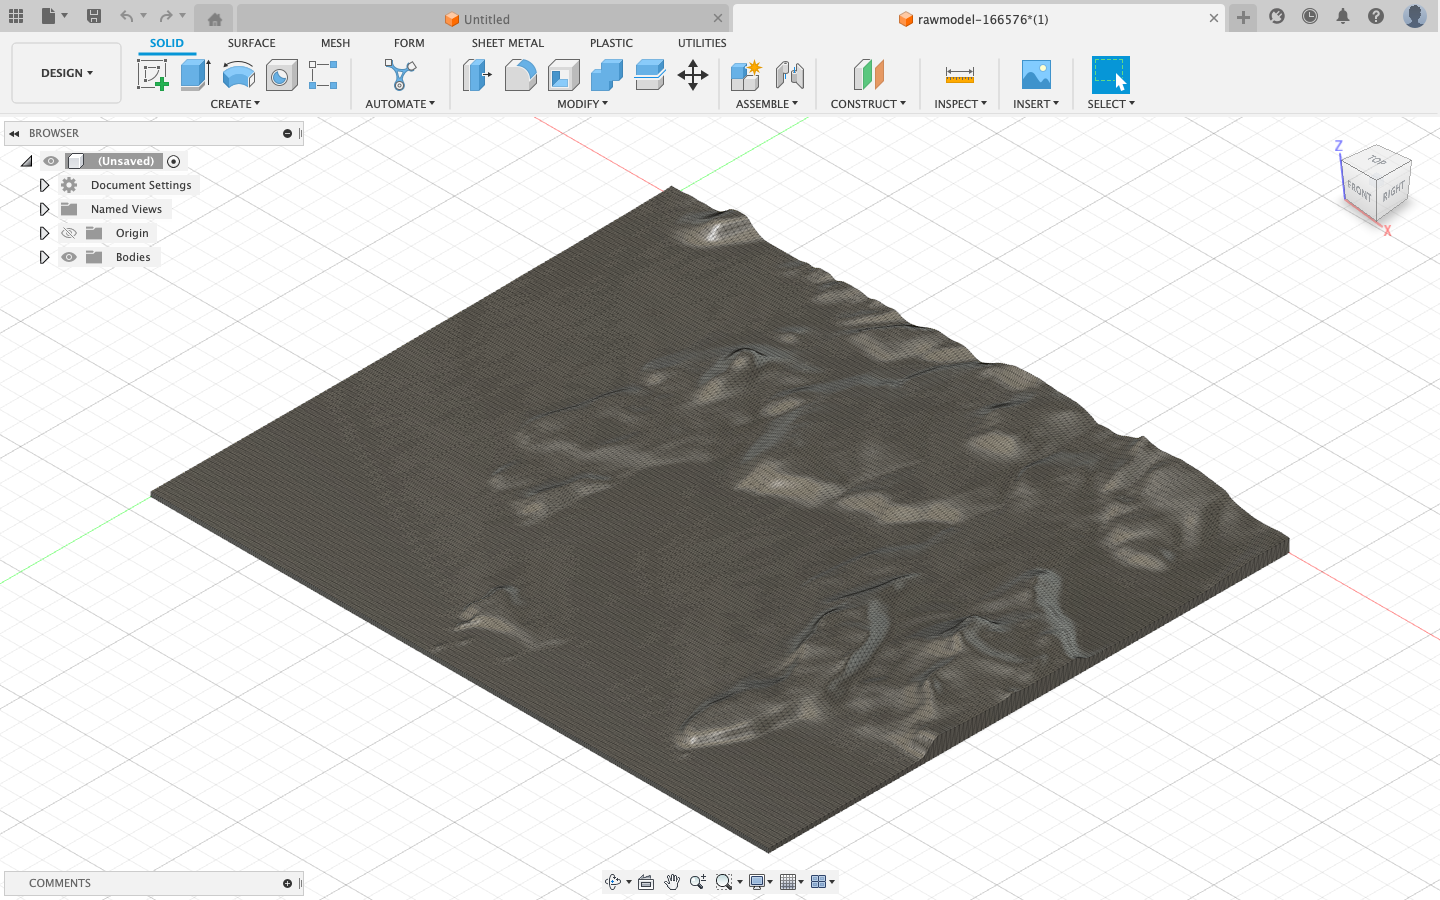 Untitled
rawmodel-166576*(1)
SOLID SURFACE MESH FORM SHEET METAL PLASTIC UTILITIES
DESIGN
CREATE AUTOMATE MODIFY ASSEMBLE CONSTRUCT INSPECT INSERT SELECT
BROWSER
(Unsaved)
Document Settings
Named Views
Origin
Bodies
Z
TOP
FRONT
RIGHT
X
COMMENTS